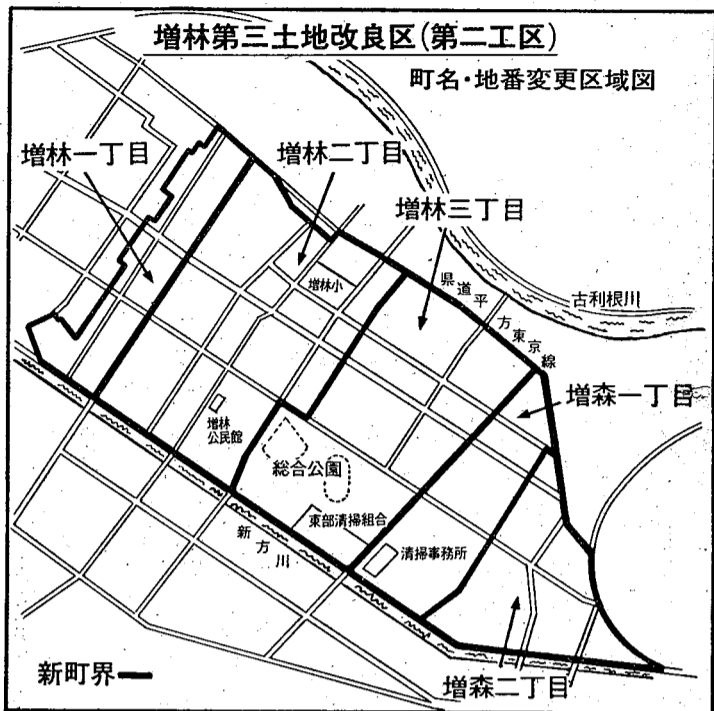 増林第三土地改良区(第二工区)
町名・地番変更区域図
増林一丁目
増林二丁目
増林三丁目
増林小
県道平方東京線
古利根川
増森一丁目
増林
公民館
総合公園
東部清掃組合
清掃事務所
新方川
増森二丁目
新町界